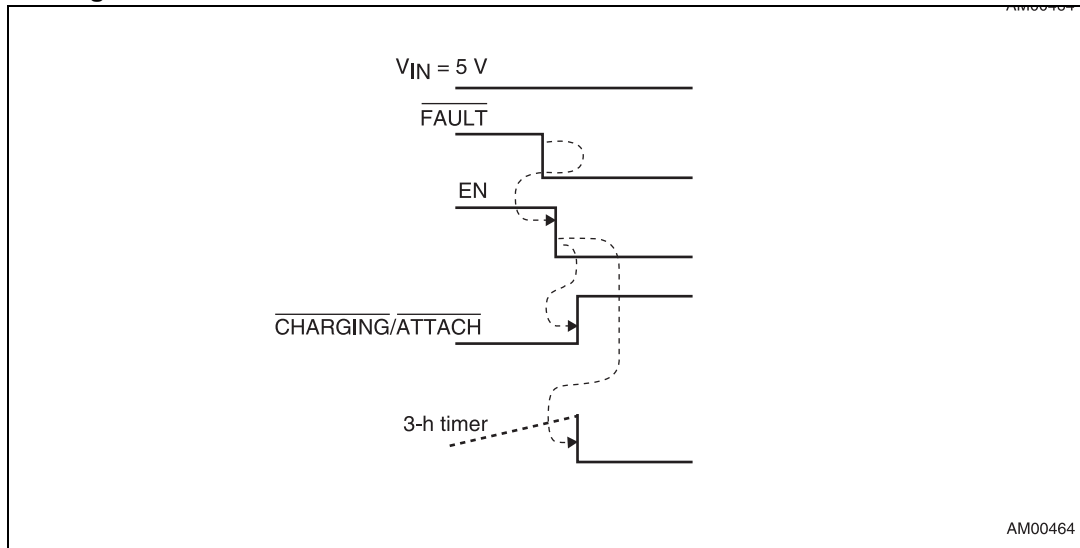 V_IN = 5 V
FAULT
EN
CHARGING/ATTACH
3-h timer
AM00464